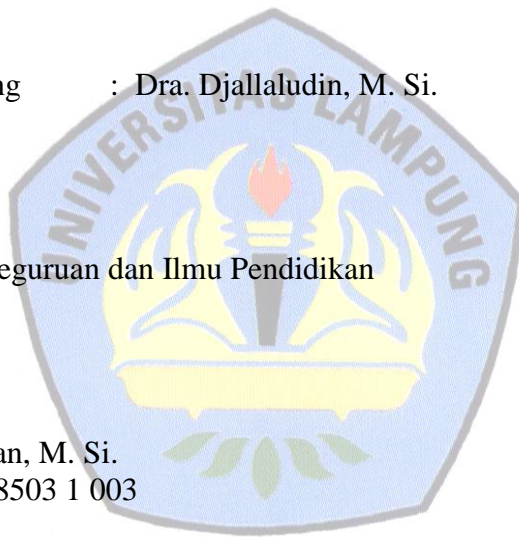 ng : Dra. Djallaludin, M. Si.
UNIVERSITAS LAMPUNG
eguruan dan Ilmu Pendidikan
an, M. Si.
8503 1 003